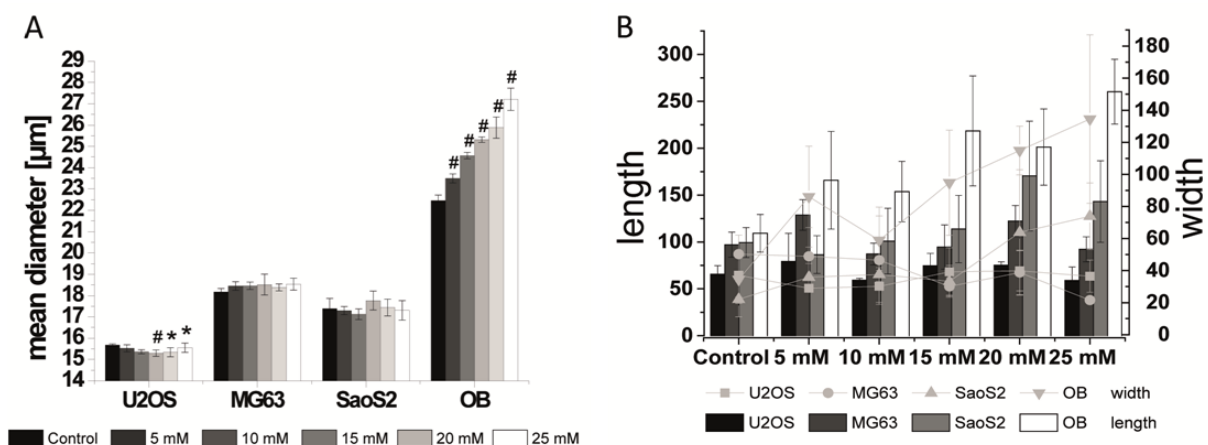 A
mean diameter [µm]
29
28
27
26
25
24
23
22
21
20
19
18
17
16
15
14
# * *
# # # # #
U2OS MG63 SaoS2 OB
Control 5 mM 10 mM 15 mM 20 mM 25 mM
B
length
300
250
200
150
100
50
0
width
180
160
140
120
100
80
60
40
20
0
Control 5 mM 10 mM 15 mM 20 mM 25 mM
U2OS MG63 SaoS2 OB width
U2OS MG63 SaoS2 OB length